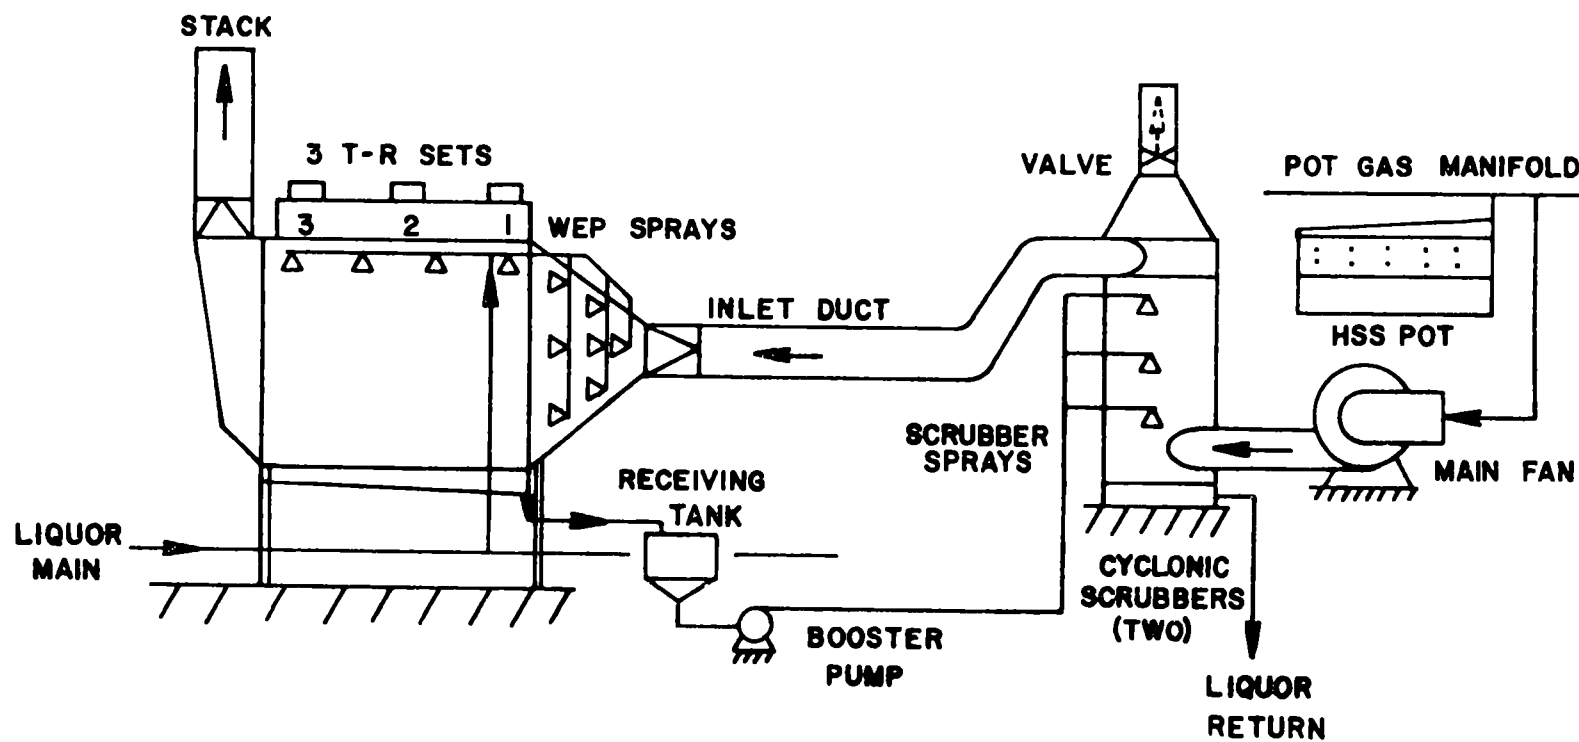 STACK
3 T-R SETS
3 2 1
WEP SPRAYS
VALVE
POT GAS MANIFOLD
INLET DUCT
HSS POT
SCRUBBER
SPRAYS
MAIN FAN
RECEIVING
TANK
LIQUOR
MAIN
CYCLONIC
SCRUBBERS
(TWO)
BOOSTER
PUMP
LIQUOR
RETURN